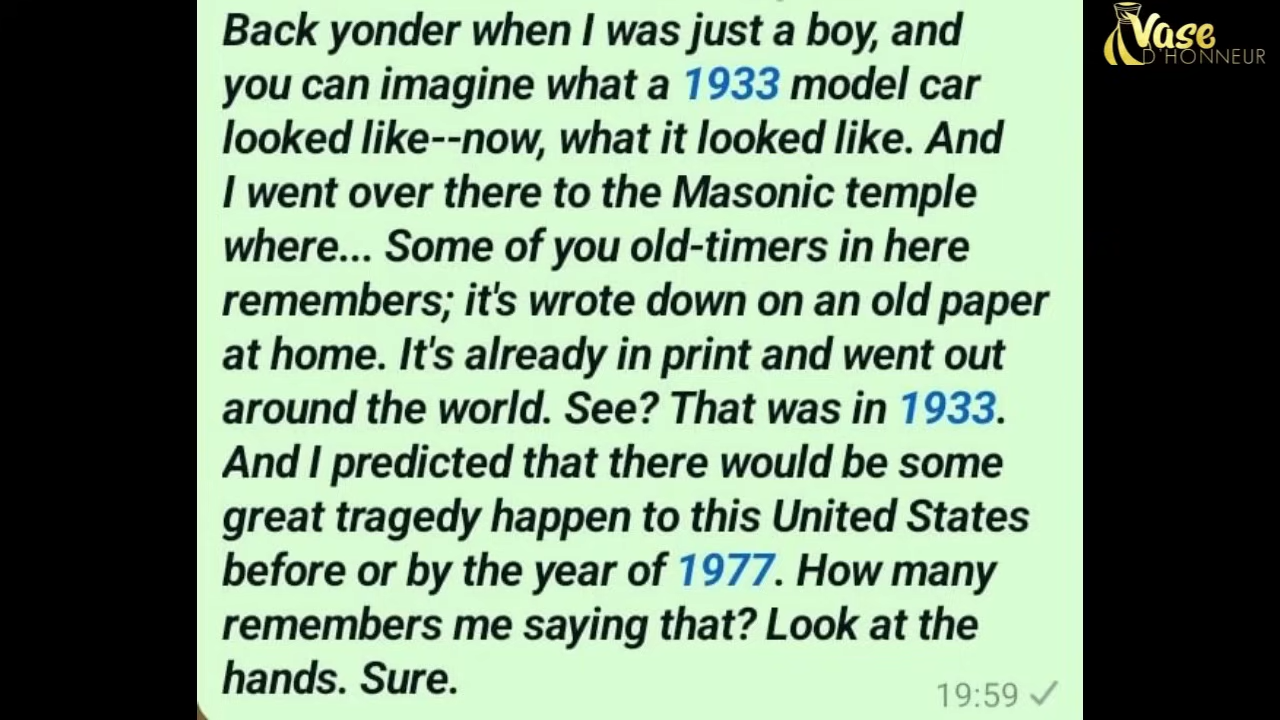 Back yonder when I was just a boy, and
you can imagine what a 1933 model car
looked like--now, what it looked like. And
I went over there to the Masonic temple
where... Some of you old-timers in here
remembers; it's wrote down on an old paper
at home. It's already in print and went out
around the world. See? That was in 1933.
And I predicted that there would be some
great tragedy happen to this United States
before or by the year of 1977. How many
remembers me saying that? Look at the
hands. Sure.
19:59
Vase
D'HONNEUR